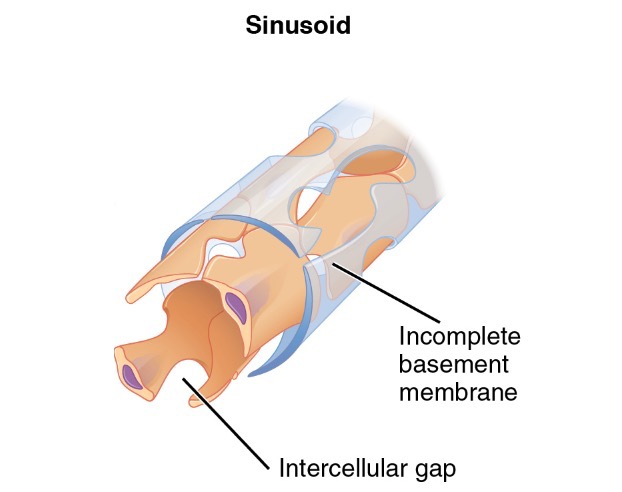 Sinusoid
Incomplete
basement
membrane
Intercellular gap